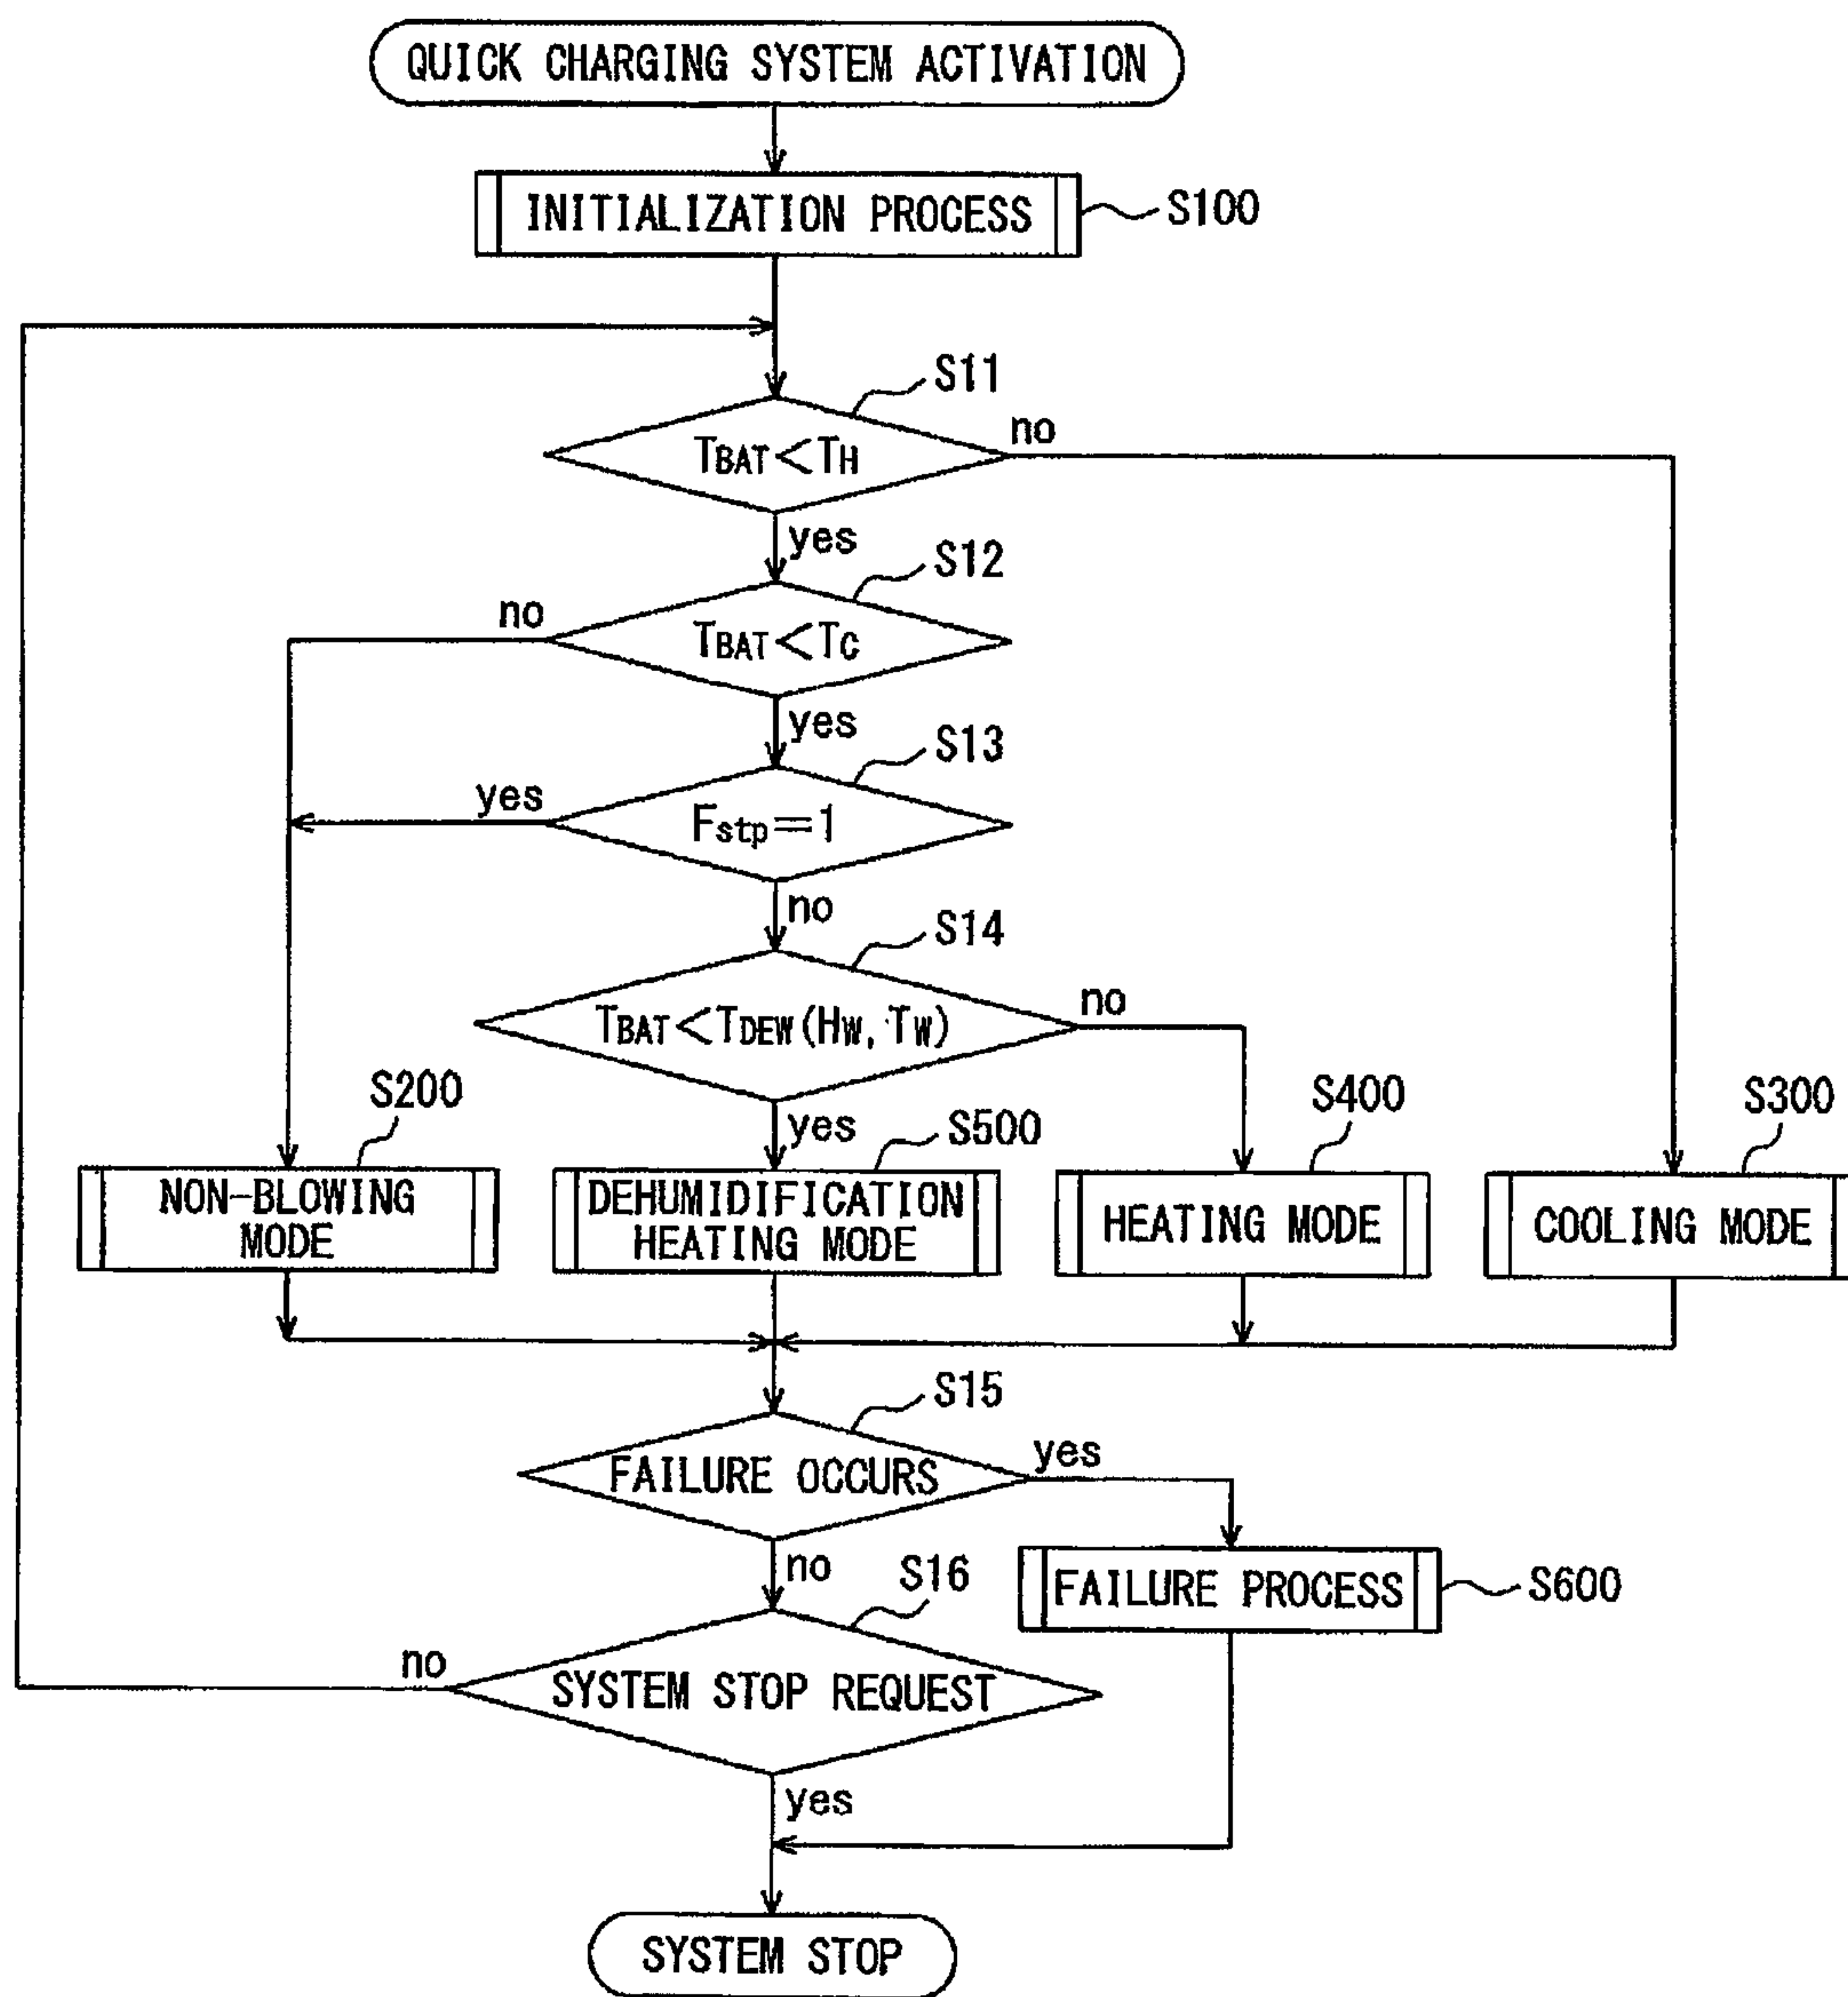 QUICK CHARGING SYSTEM ACTIVATION
INITIALIZATION PROCESS
S100
S11
TBAT<TH
no
yes
S12
no
TBAT<TC
yes
S13
yes
Fstp=1
no
S14
TBAT<TDEW(HW, TW)
no
yes
S200
S500
S400
S300
NON-BLOWING
MODE
DEHUMIDIFICATION
HEATING MODE
HEATING MODE
COOLING MODE
S15
FAILURE OCCURS
yes
no
S16
FAILURE PROCESS
S600
no
SYSTEM STOP REQUEST
yes
SYSTEM STOP